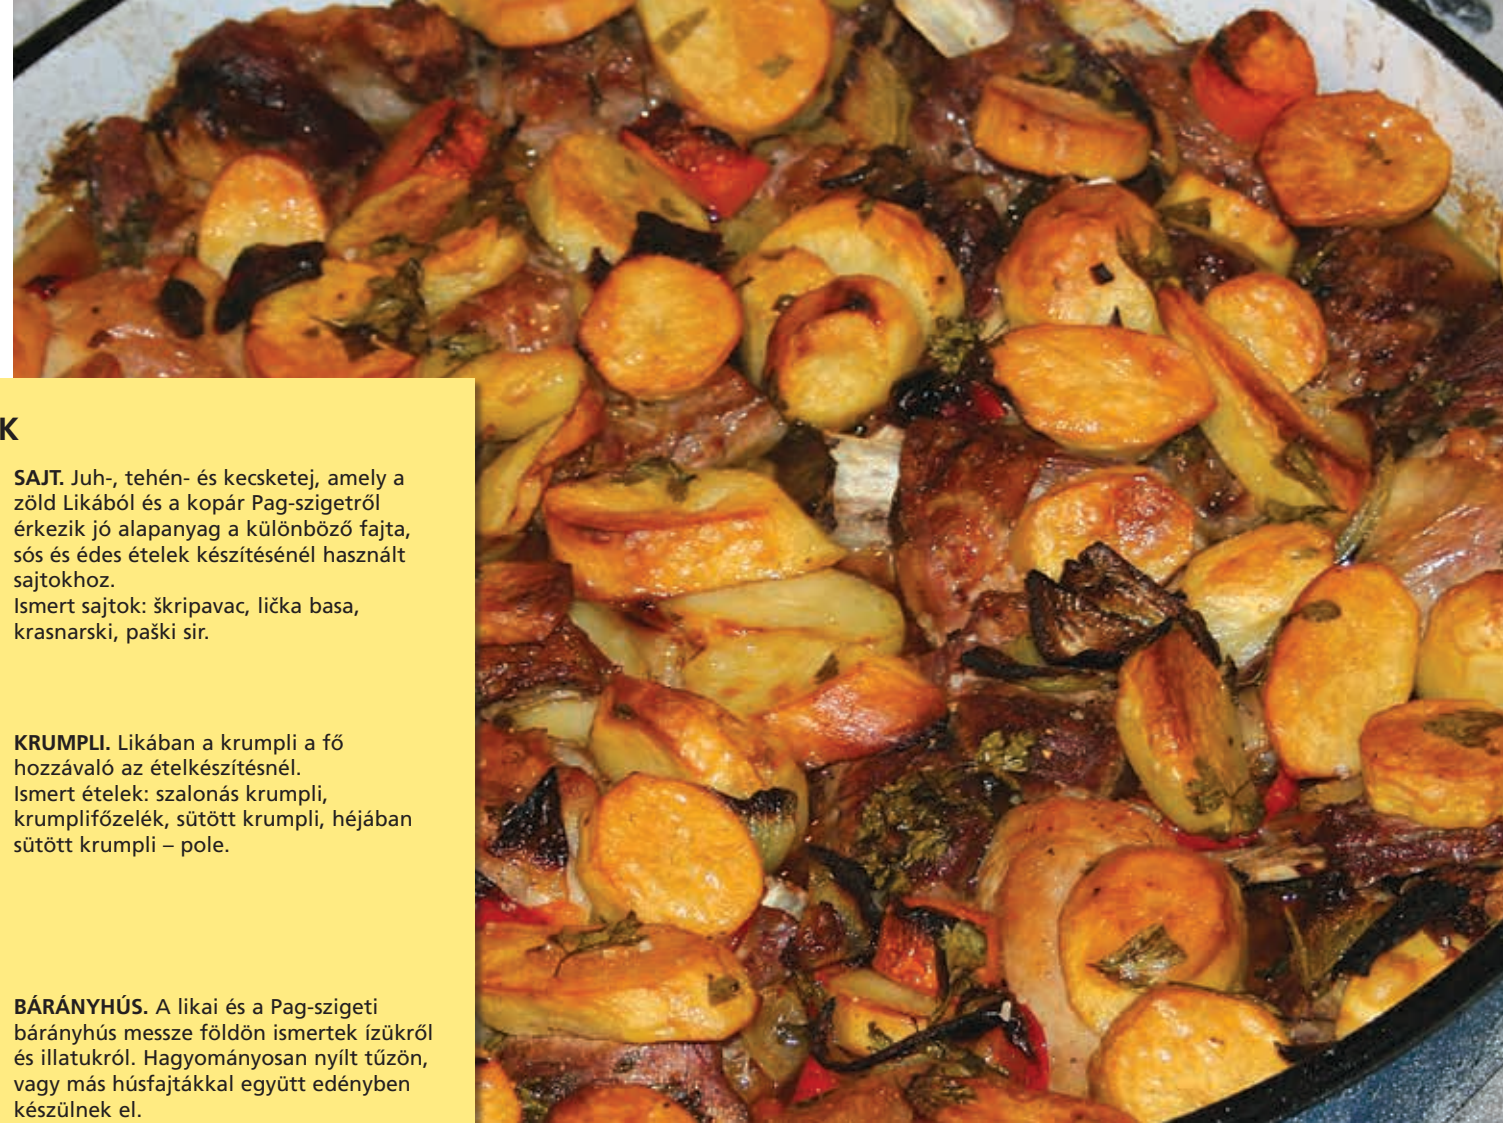 K
SAJT. Juh-, tehén- és kecsketej, amely a
zöld Likából és a kopár Pag-szigetről
érkezik jó alapanyag a különböző fajta,
sós és édes ételek készítésénél használt
sajtokhoz.
Ismert sajtok: škripavac, lička basa,
krasnarski, paški sir.
KRUMPLI. Likában a krumpli a fő
hozzávaló az ételkészítésnél.
Ismert ételek: szalonás krumpli,
krumplifőzelék, sütött krumpli, héjában
sütött krumpli – pole.
BÁRÁNYHÚS. A likai és a Pag-szigeti
bárányhús messze földön ismertek ízükről
és illatukról. Hagyományosan nyílt tűzön,
vagy más húsfajtákkal együtt edényben
készülnek el.